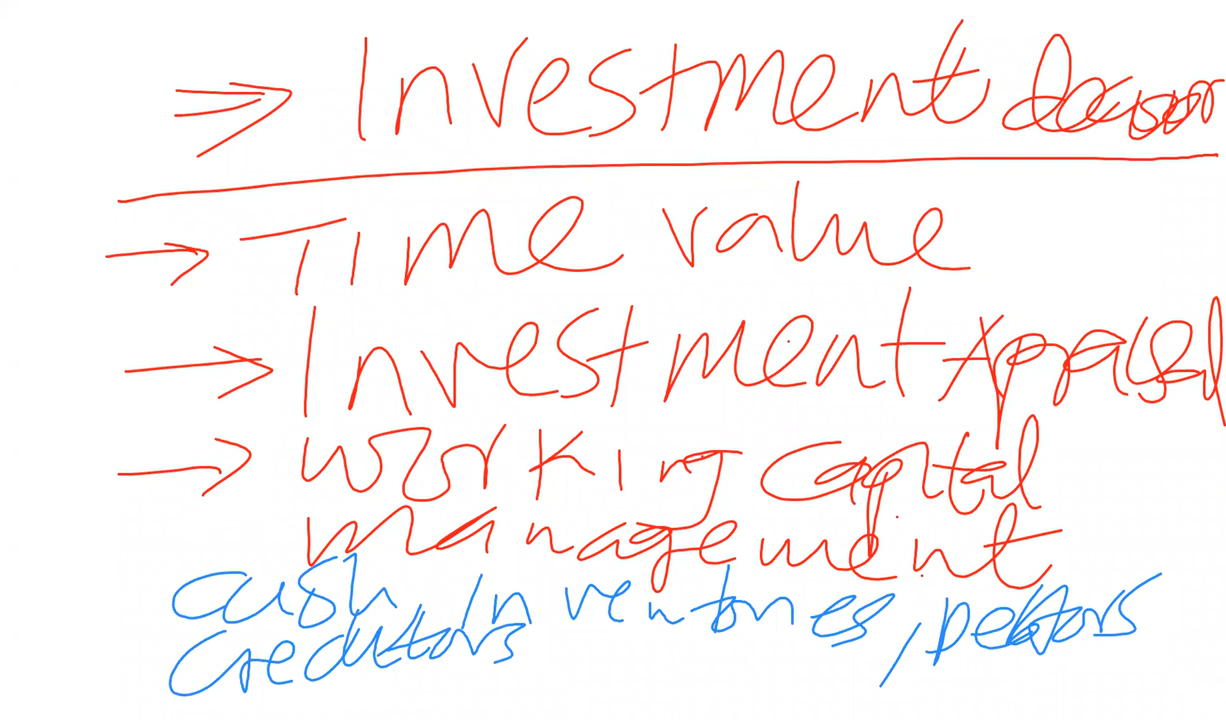 ⇒ Investment decision
→ Time value
→ Investment Appraisal
→ Working capital
management
cash Inventories, Debtors
Creditors